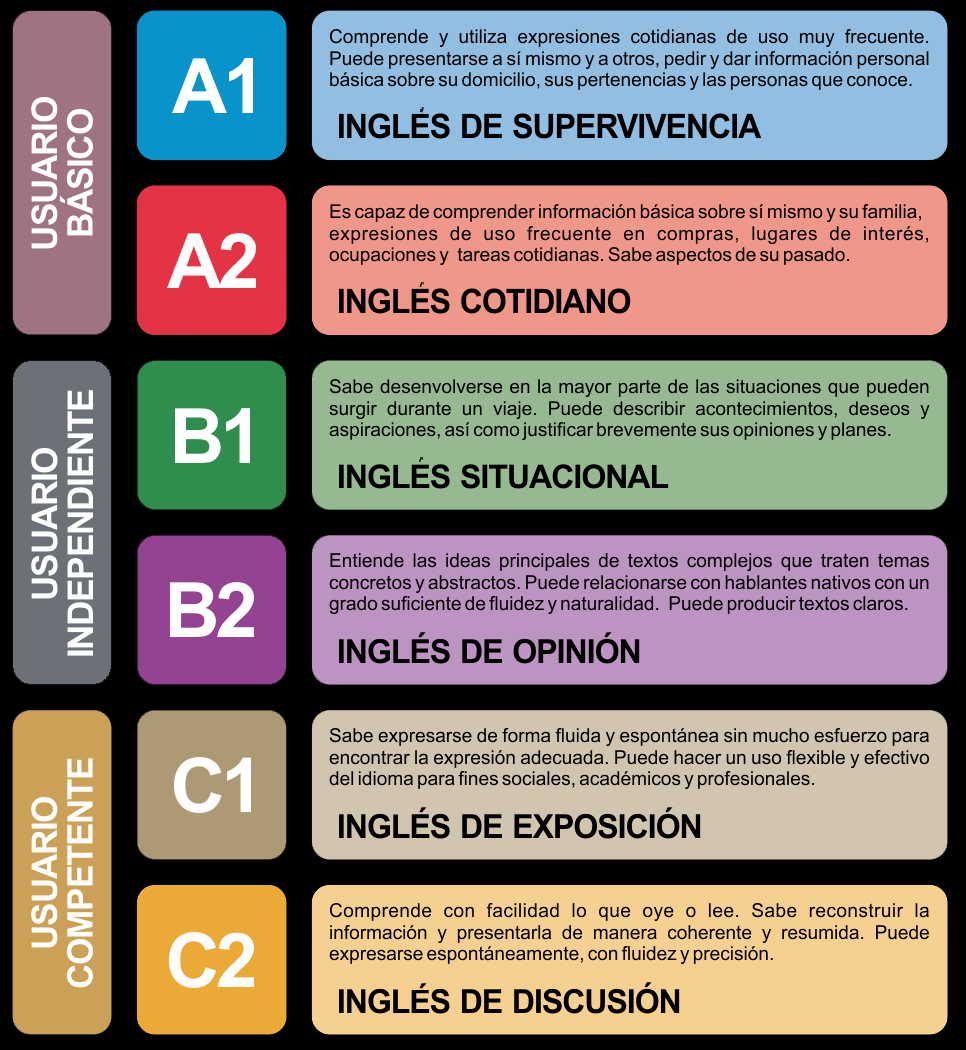 USUARIO
BÁSICO
A1
Comprende y utiliza expresiones cotidianas de uso muy frecuente.
Puede presentarse a sí mismo y a otros, pedir y dar información personal
básica sobre su domicilio, sus pertenencias y las personas que conoce.
INGLÉS DE SUPERVIVENCIA
A2
Es capaz de comprender información básica sobre sí mismo y su familia,
expresiones de uso frecuente en compras, lugares de interés,
ocupaciones y tareas cotidianas. Sabe aspectos de su pasado.
INGLÉS COTIDIANO
USUARIO
INDEPENDIENTE
B1
Sabe desenvolverse en la mayor parte de las situaciones que pueden
surgir durante un viaje. Puede describir acontecimientos, deseos y
aspiraciones, así como justificar brevemente sus opiniones y planes.
INGLÉS SITUACIONAL
B2
Entiende las ideas principales de textos complejos que traten temas
concretos y abstractos. Puede relacionarse con hablantes nativos con un
grado suficiente de fluidez y naturalidad. Puede producir textos claros.
INGLÉS DE OPINIÓN
USUARIO
COMPETENTE
C1
Sabe expresarse de forma fluida y espontánea sin mucho esfuerzo para
encontrar la expresión adecuada. Puede hacer un uso flexible y efectivo
del idioma para fines sociales, académicos y profesionales.
INGLÉS DE EXPOSICIÓN
C2
Comprende con facilidad lo que oye o lee. Sabe reconstruir la
información y presentarla de manera coherente y resumida. Puede
expresarse espontáneamente, con fluidez y precisión.
INGLÉS DE DISCUSIÓN